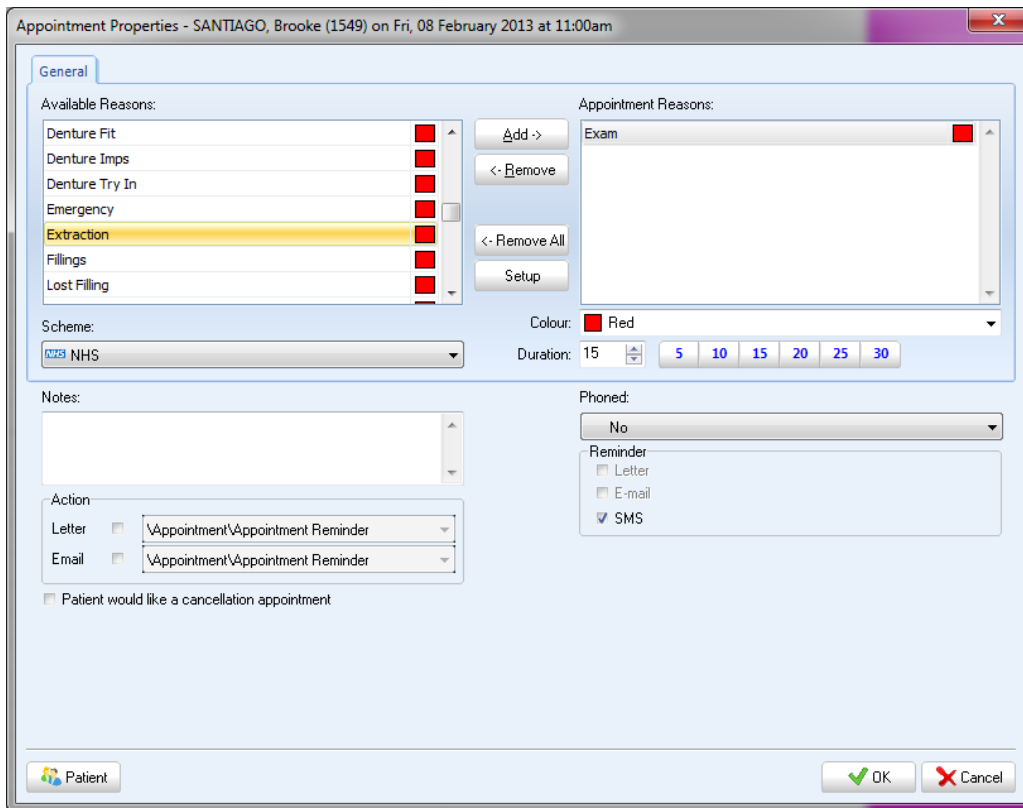 Appointment Properties - SANTIAGO, Brooke (1549) on Fri, 08 February 2013 at 11:00am
General
Available Reasons:
Denture Fit
Denture Imps
Denture Try In
Emergency
Extraction
Fillings
Lost Filling
Add ->
<- Remove
<- Remove All
Setup
Appointment Reasons:
Exam
Scheme:
NHS NHS
Colour: Red
Duration: 15 5 10 15 20 25 30
Notes:
Phoned:
No
Reminder
Letter
E-mail
SMS
Action
Letter \Appointment\Appointment Reminder
Email \Appointment\Appointment Reminder
Patient would like a cancellation appointment
Patient
OK
Cancel